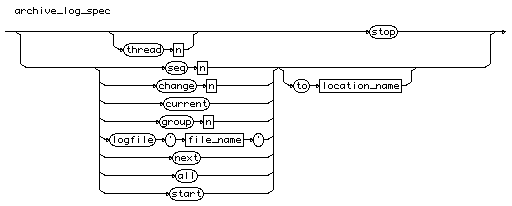 archive_log_spec
stop
thread n
seq n
change n to location_name
current
group n
logfile ' file_name '
next
all
start